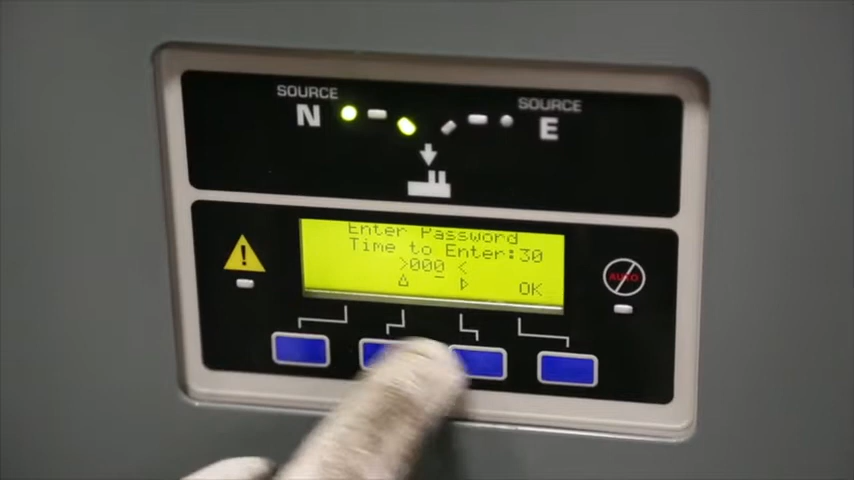 SOURCE
N
SOURCE
E
Enter Password
Time to Enter:30
>000 <
OK
AUTO